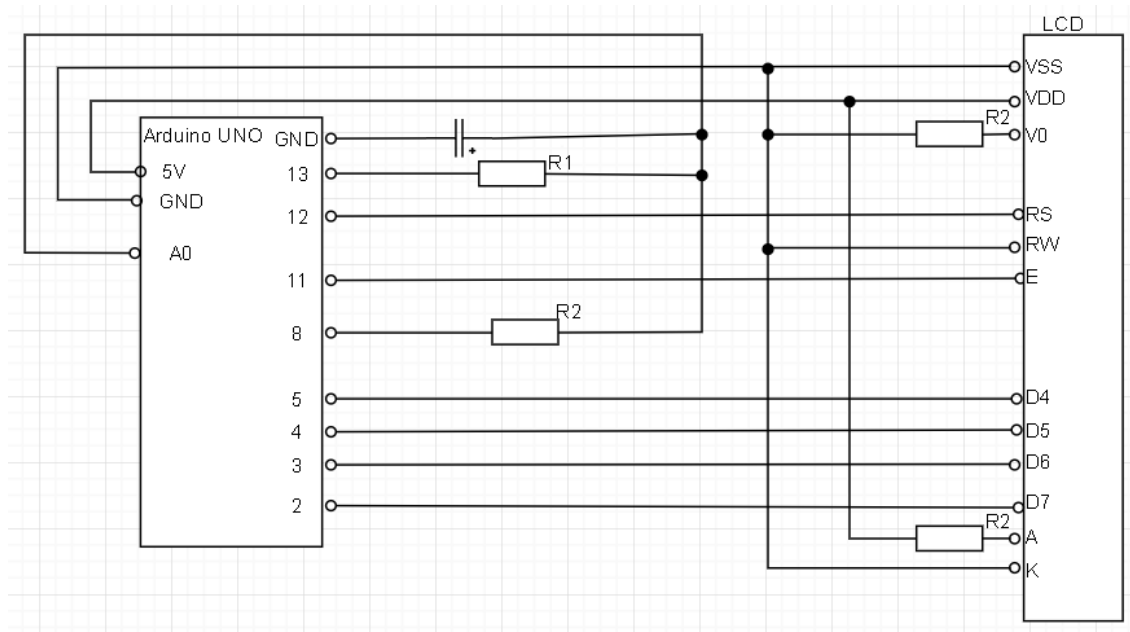 LCD
VSS
VDD
R2
V0
Arduino UNO GND
5V
R1
13
GND
12
RS
RW
A0
11
E
R2
8
5
D4
4
D5
3
D6
2
D7
R2
A
K
+